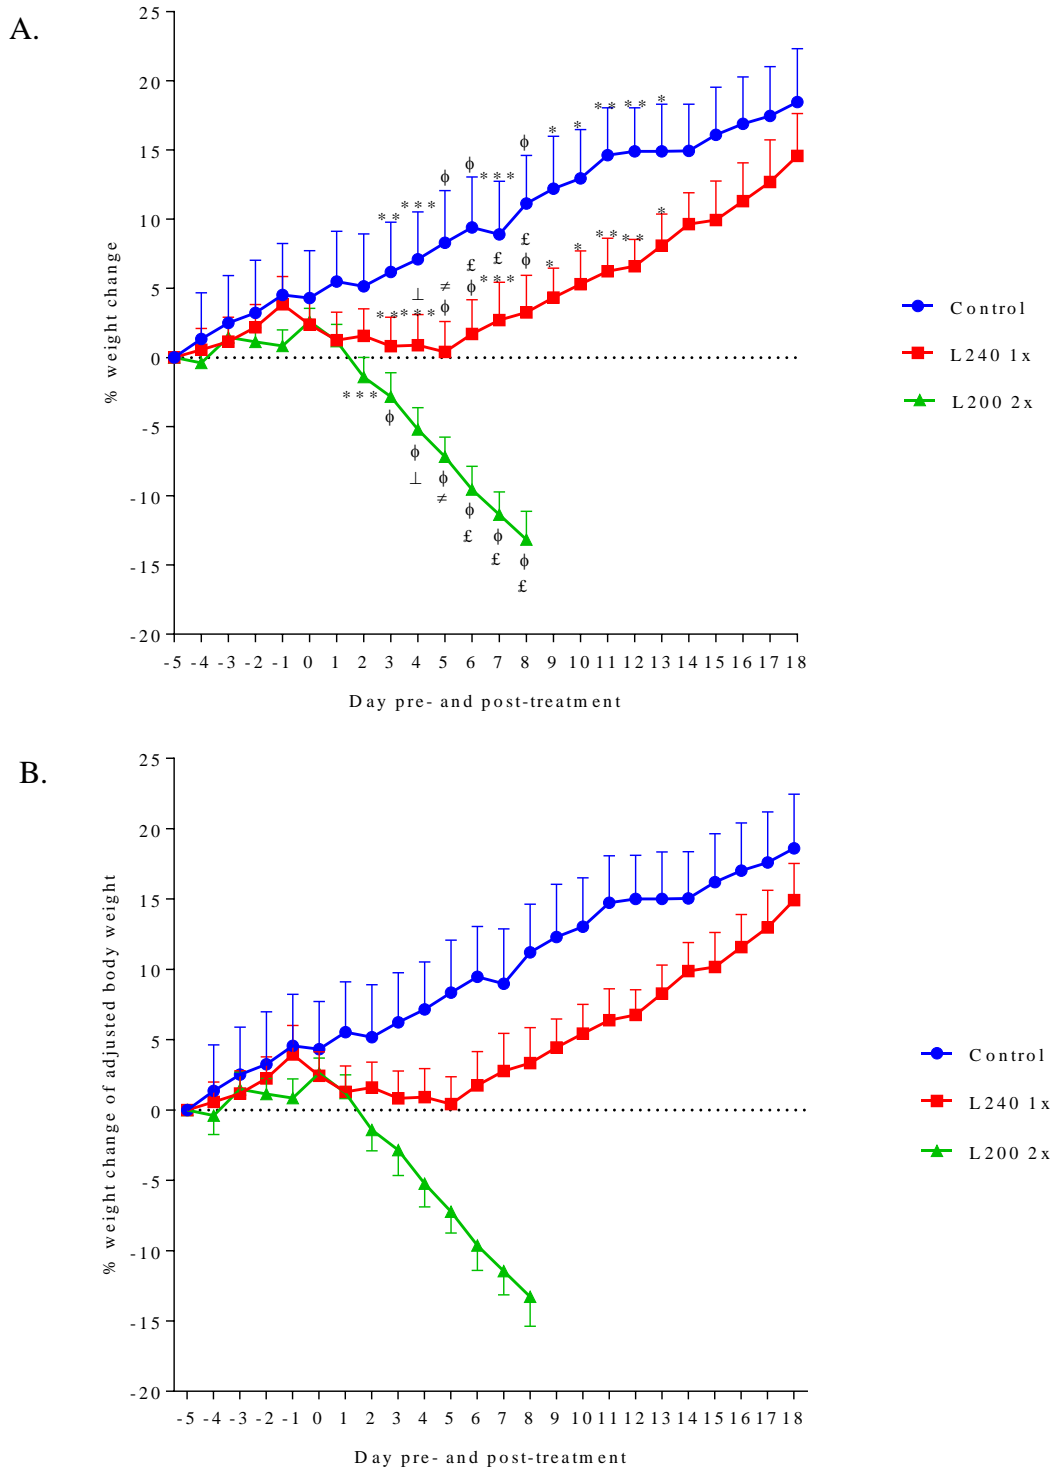 A.
25
20
15
10
5
0
-5
-10
-15
-20
% weight change
** *** ϕ ϕ *** ϕ * * ** ** *
⊥ ≠ £ £ £
** *** ϕ ϕ *** ϕ * * ** ** *
*** ϕ ϕ ϕ ϕ ϕ ϕ
⊥ ≠ £ £ £
-5 -4 -3 -2 -1 0 1 2 3 4 5 6 7 8 9 10 11 12 13 14 15 16 17 18
Day pre- and post-treatment
Control
L240 1x
L200 2x
B.
25
20
15
10
5
0
-5
-10
-15
-20
% weight change of adjusted body weight
-5 -4 -3 -2 -1 0 1 2 3 4 5 6 7 8 9 10 11 12 13 14 15 16 17 18
Day pre- and post-treatment
Control
L240 1x
L200 2x